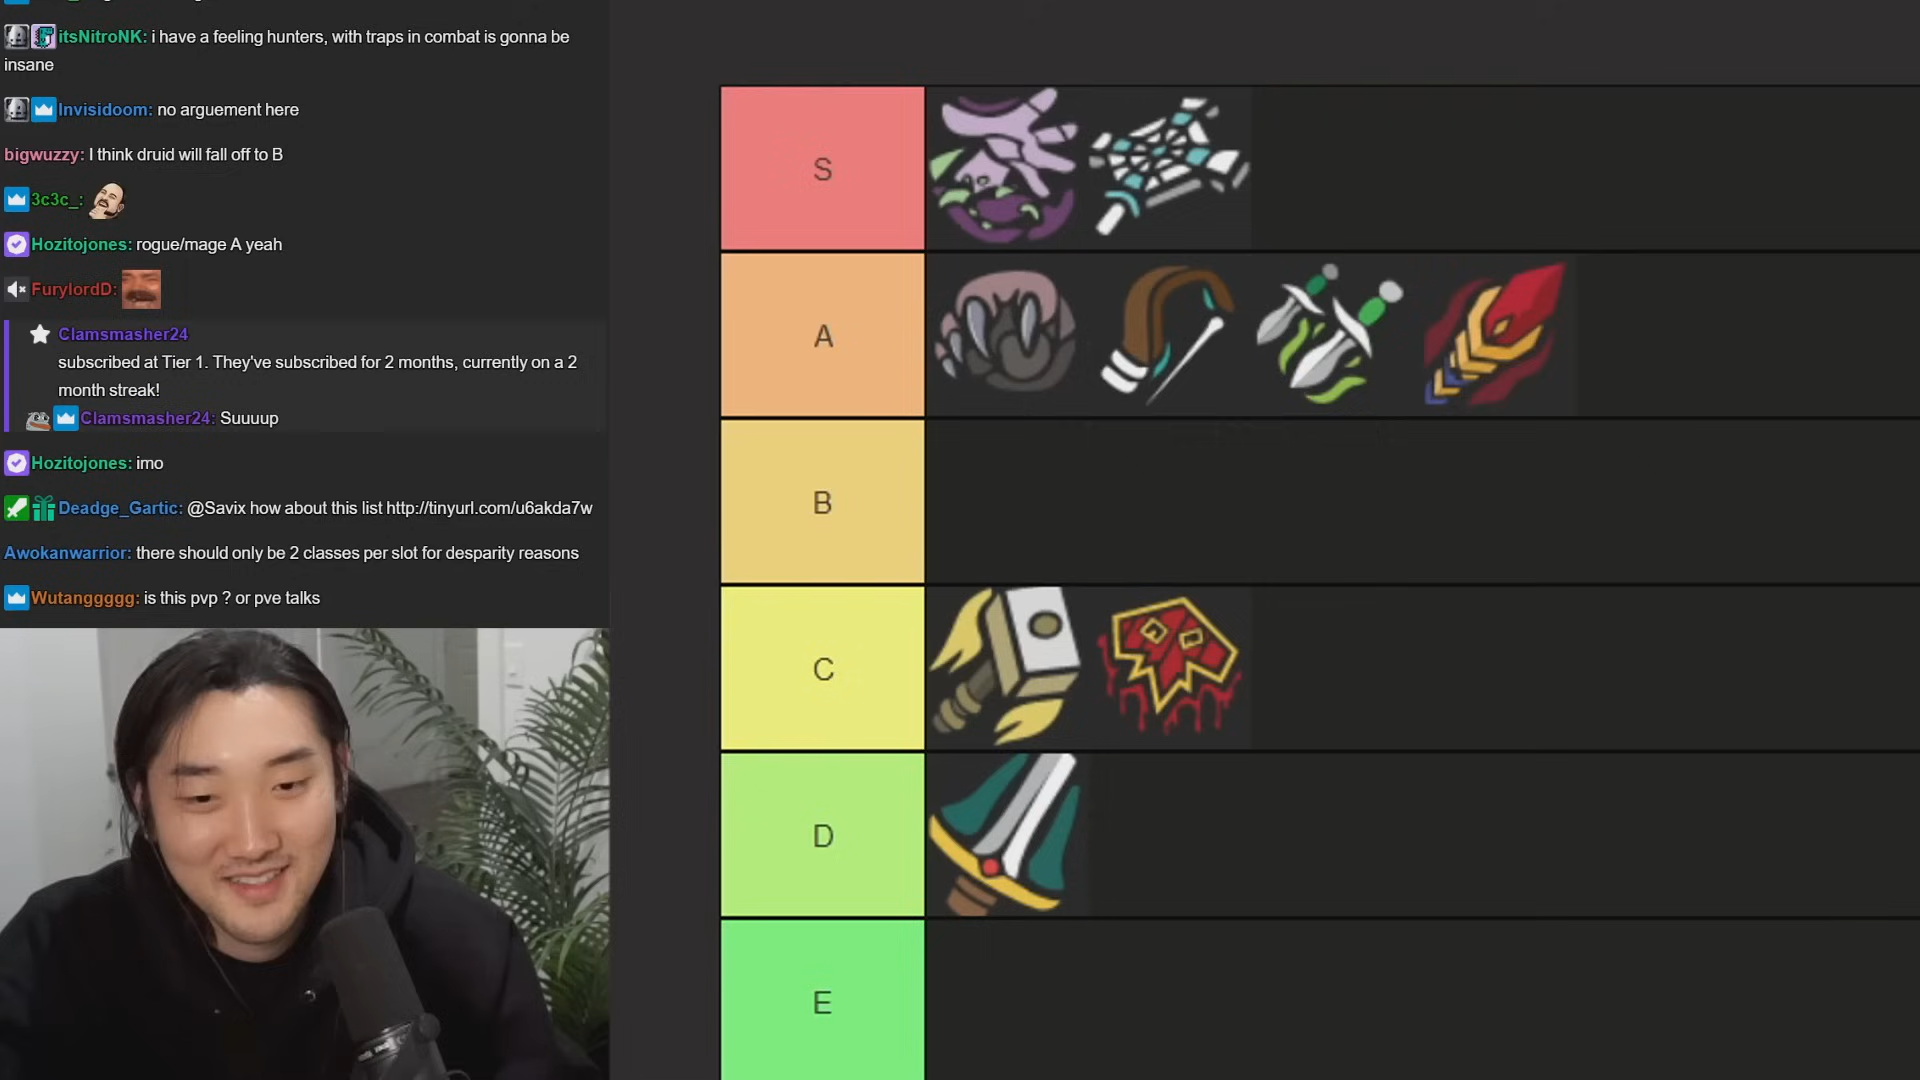 itsNitroNK: i have a feeling hunters, with traps in combat is gonna be
insane
Invisidoom: no arguement here
bigwuzzy: I think druid will fall off to B
3c3c_:
Hozitojones: rogue/mage A yeah
FurylordD:
Clamsmasher24
subscribed at Tier 1. They've subscribed for 2 months, currently on a 2
month streak!
Clamsmasher24: Suuuup
Hozitojones: imo
Deadge_Gartic: @Savix how about this list http://tinyurl.com/u6akda7w
Awokanwarrior: there should only be 2 classes per slot for desparity reasons
Wutanggggg: is this pvp ? or pve talks
S
A
B
C
D
E